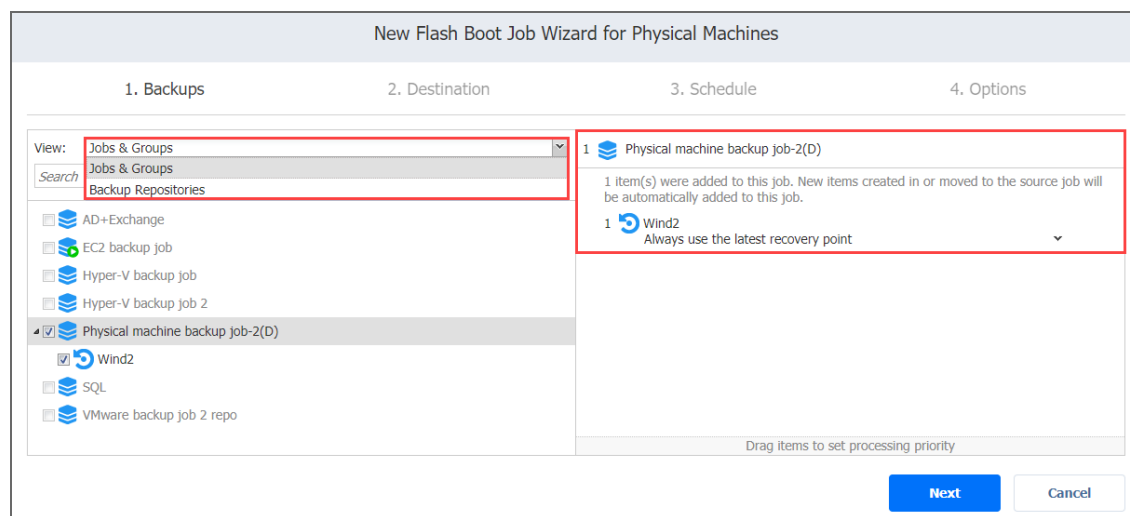 New Flash Boot Job Wizard for Physical Machines
1. Backups
2. Destination
3. Schedule
4. Options
View:
Jobs & Groups
Search
Jobs & Groups
Backup Repositories
AD+Exchange
EC2 backup job
Hyper-V backup job
Hyper-V backup job 2
Physical machine backup job-2(D)
Wind2
SQL
VMware backup job 2 repo
1 Physical machine backup job-2(D)
1 item(s) were added to this job. New items created in or moved to the source job will
be automatically added to this job.
1 Wind2
Always use the latest recovery point
Drag items to set processing priority
Next
Cancel